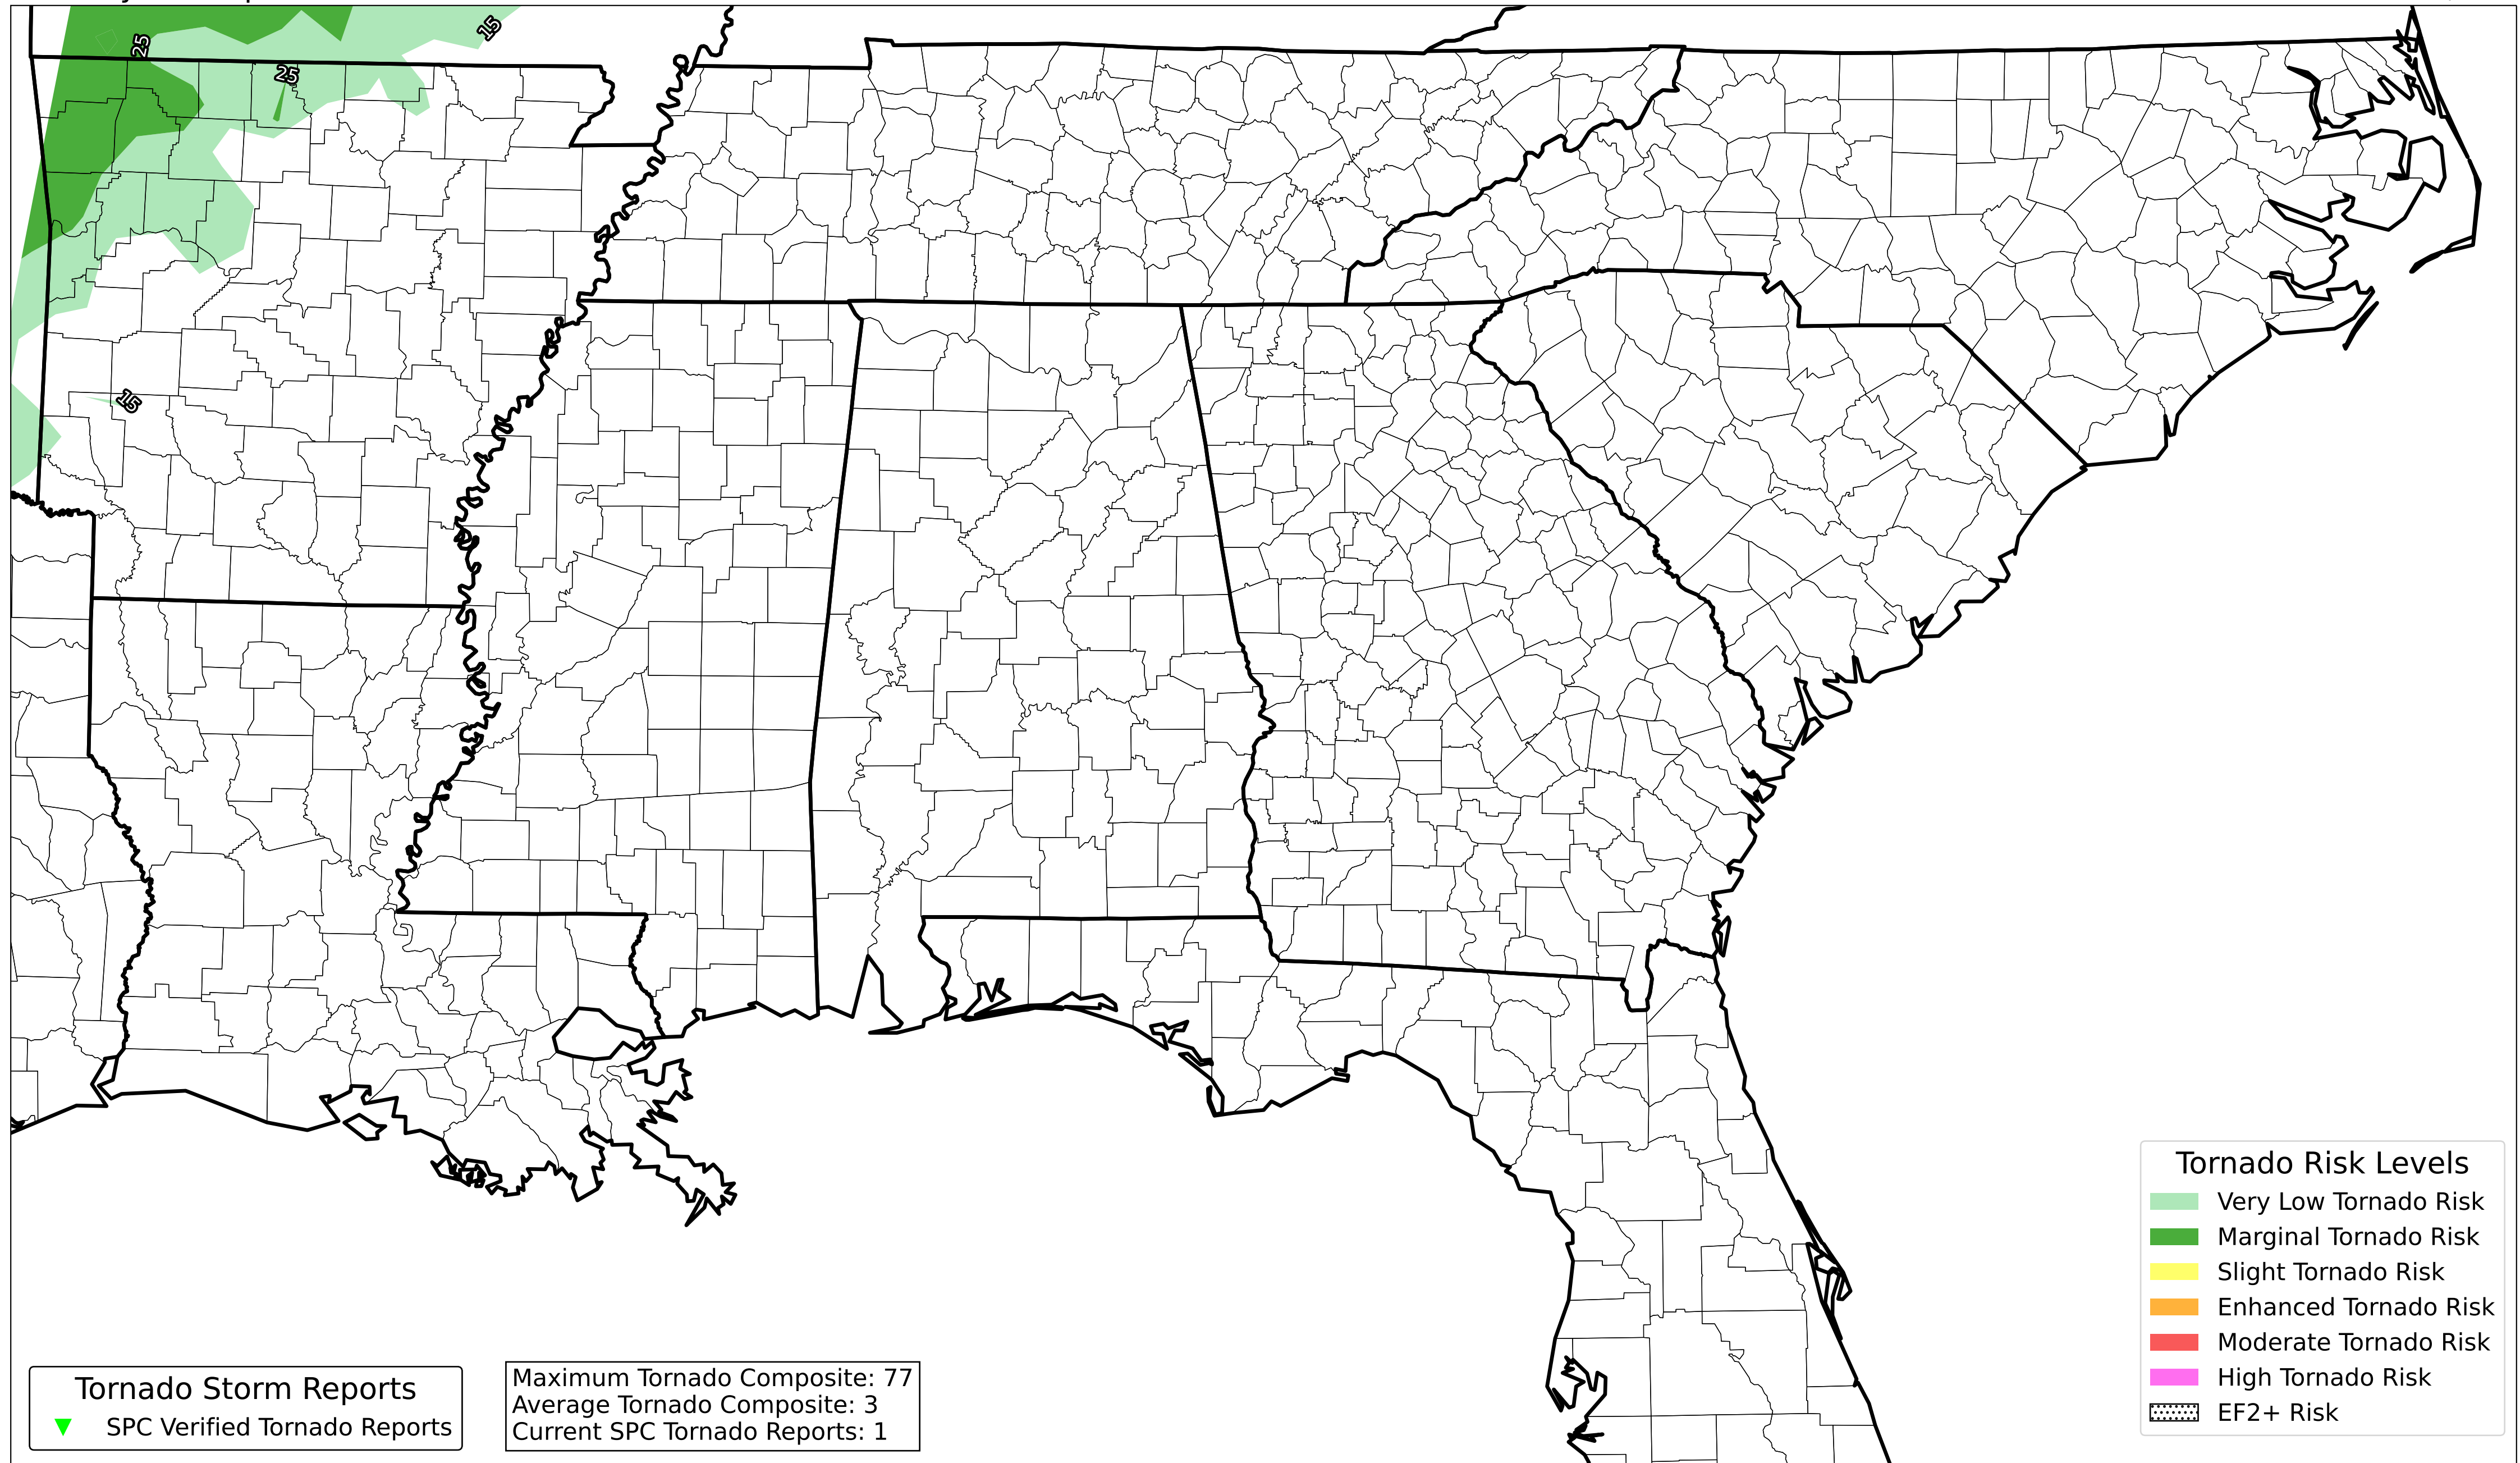 15
25
25
15
Tornado Risk Levels
Very Low Tornado Risk
Marginal Tornado Risk
Slight Tornado Risk
Enhanced Tornado Risk
Moderate Tornado Risk
High Tornado Risk
EF2+ Risk
Tornado Storm Reports
SPC Verified Tornado Reports
Maximum Tornado Composite: 77
Average Tornado Composite: 3
Current SPC Tornado Reports: 1